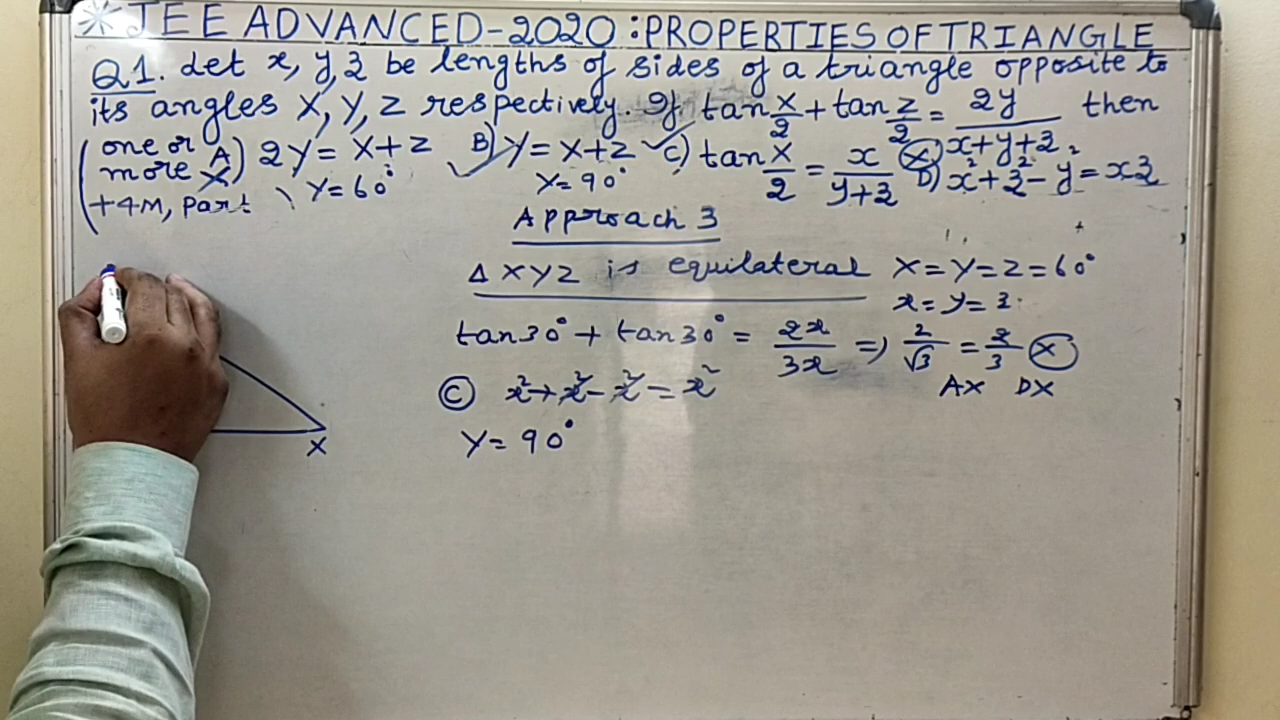 * JEE ADVANCED-2020:PROPERTIES OF TRIANGLE
Q1. Let x, y, z be lengths of sides of a triangle opposite to
its angles X, Y, Z respectively. If tan X/2 + tan Z/2 = 2y/(x+y+z) then
(one or more X, +4M, part
A) 2Y = X+Z
Y=60°
B) Y = X+Z
Y=90°
C) tan X/2 = x/(y+z)
D) x²+z²-y²=xz
Approach 3
Δ XYZ is equilateral X=Y=Z=60°
x=y=z
tan30° + tan30° = 2x/3x => 2/√3 = 2/3 X
AX DX
C x²+x²-x²=x²
Y=90°
X